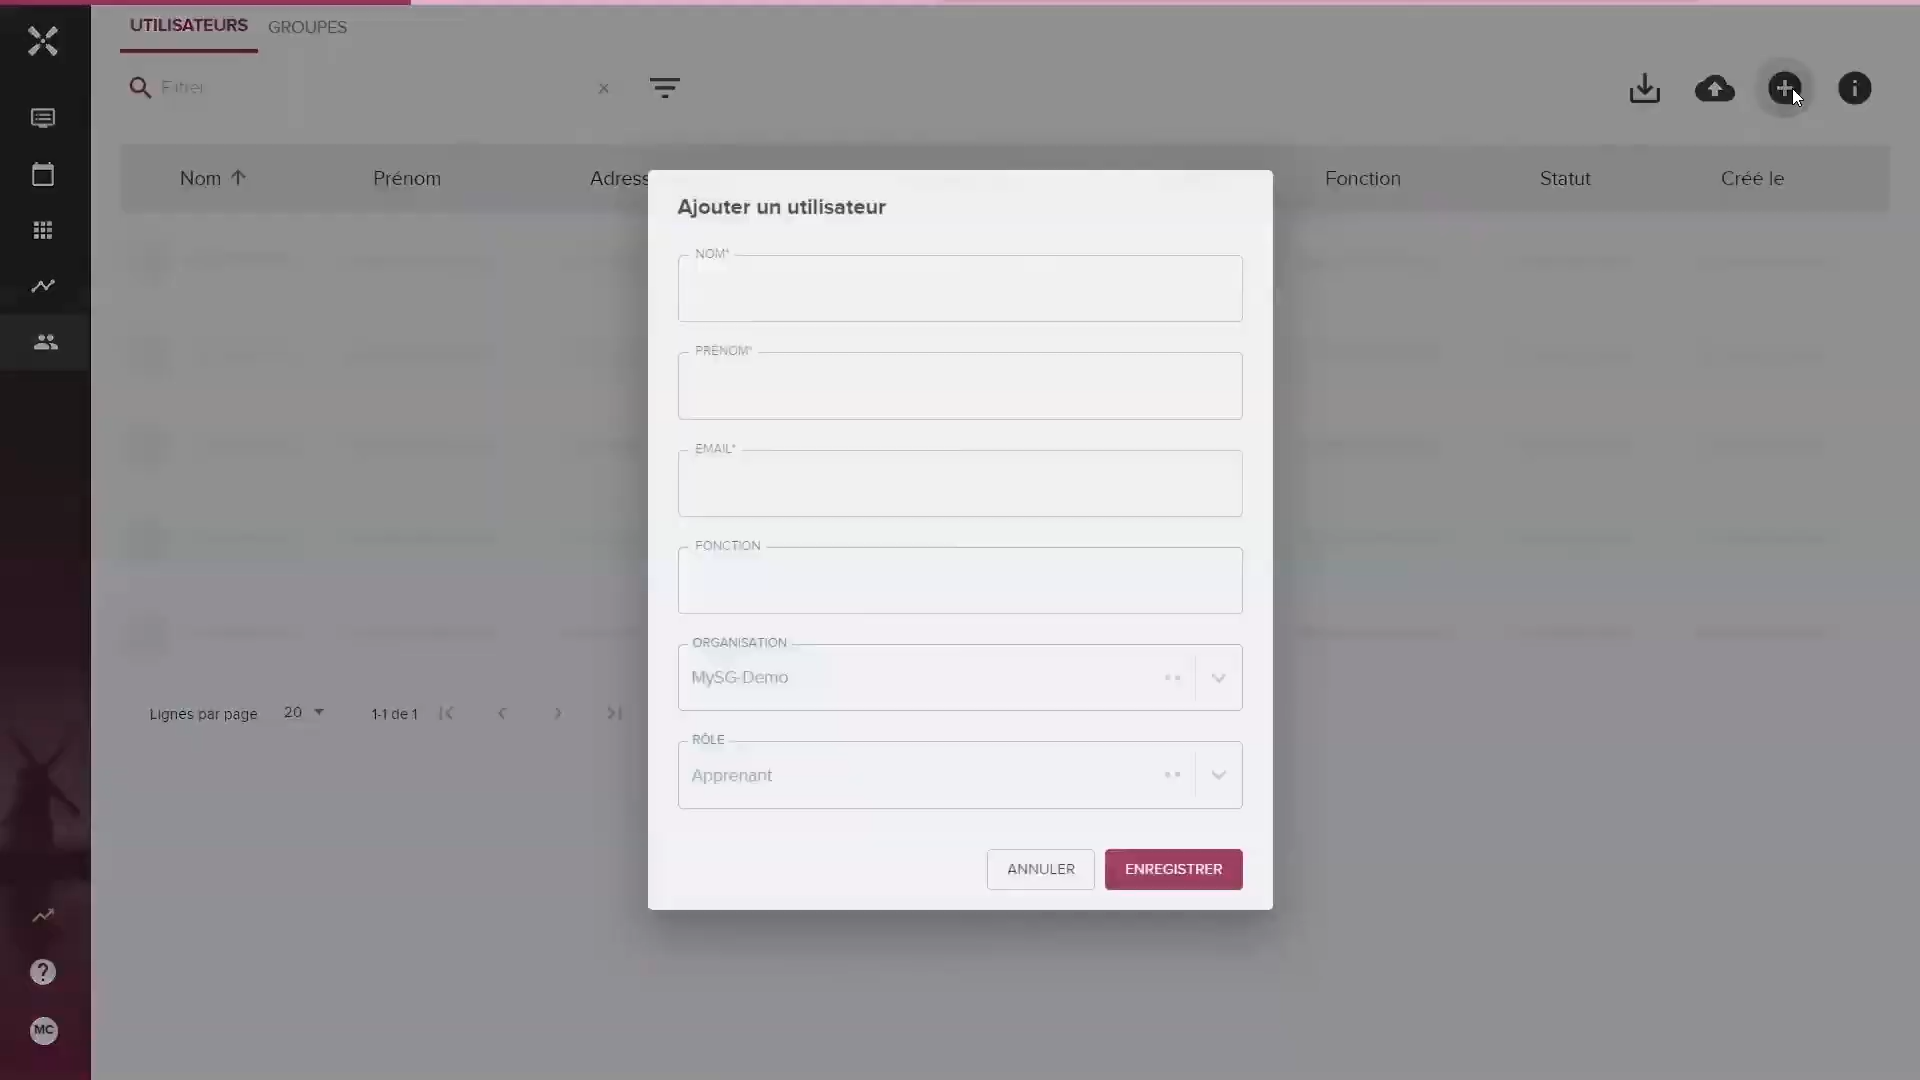 UTILISATEURS GROUPES
Filtrer
Nom Prénom Adress Fonction Statut Créé le
Ajouter un utilisateur
NOM*
PRÉNOM*
EMAIL*
FONCTION
ORGANISATION
MySG-Demo
RÔLE
Apprenant
Lignes par page 20 1-1 de 1
ANNULER ENREGISTRER
MC